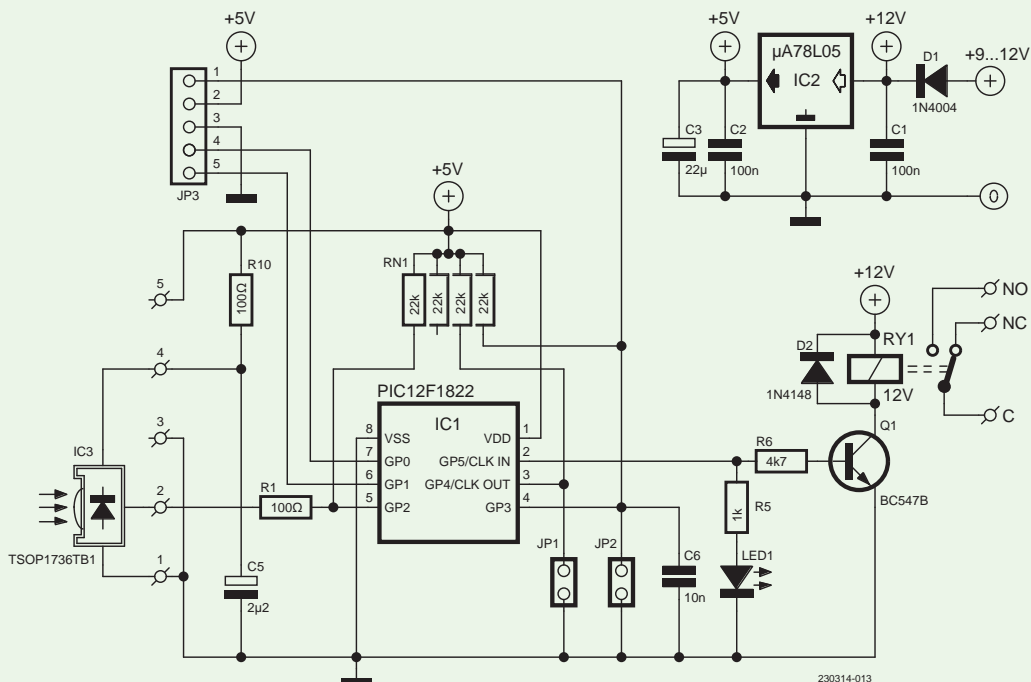 +5V
+5V
+12V
+9...12V
µA78L05
IC2
D1
1N4004
C3
22µ
C2
100n
C1
100n
0
1
2
3
4
5
JP3
+5V
RN1
22k
22k
22k
22k
R10
100Ω
5
4
3
2
1
IC3
TSOP1736TB1
R1
100Ω
C5
2µ2
PIC12F1822
IC1
8
VSS
VDD
1
7
GP0
GP5/CLK IN
2
6
GP1
GP4/CLK OUT
3
5
GP2
GP3
4
JP1
JP2
C6
10n
R5
1k
LED1
R6
4k7
+12V
D2
1N4148
RY1
12V
NO
NC
C
Q1
BC547B
230314-013